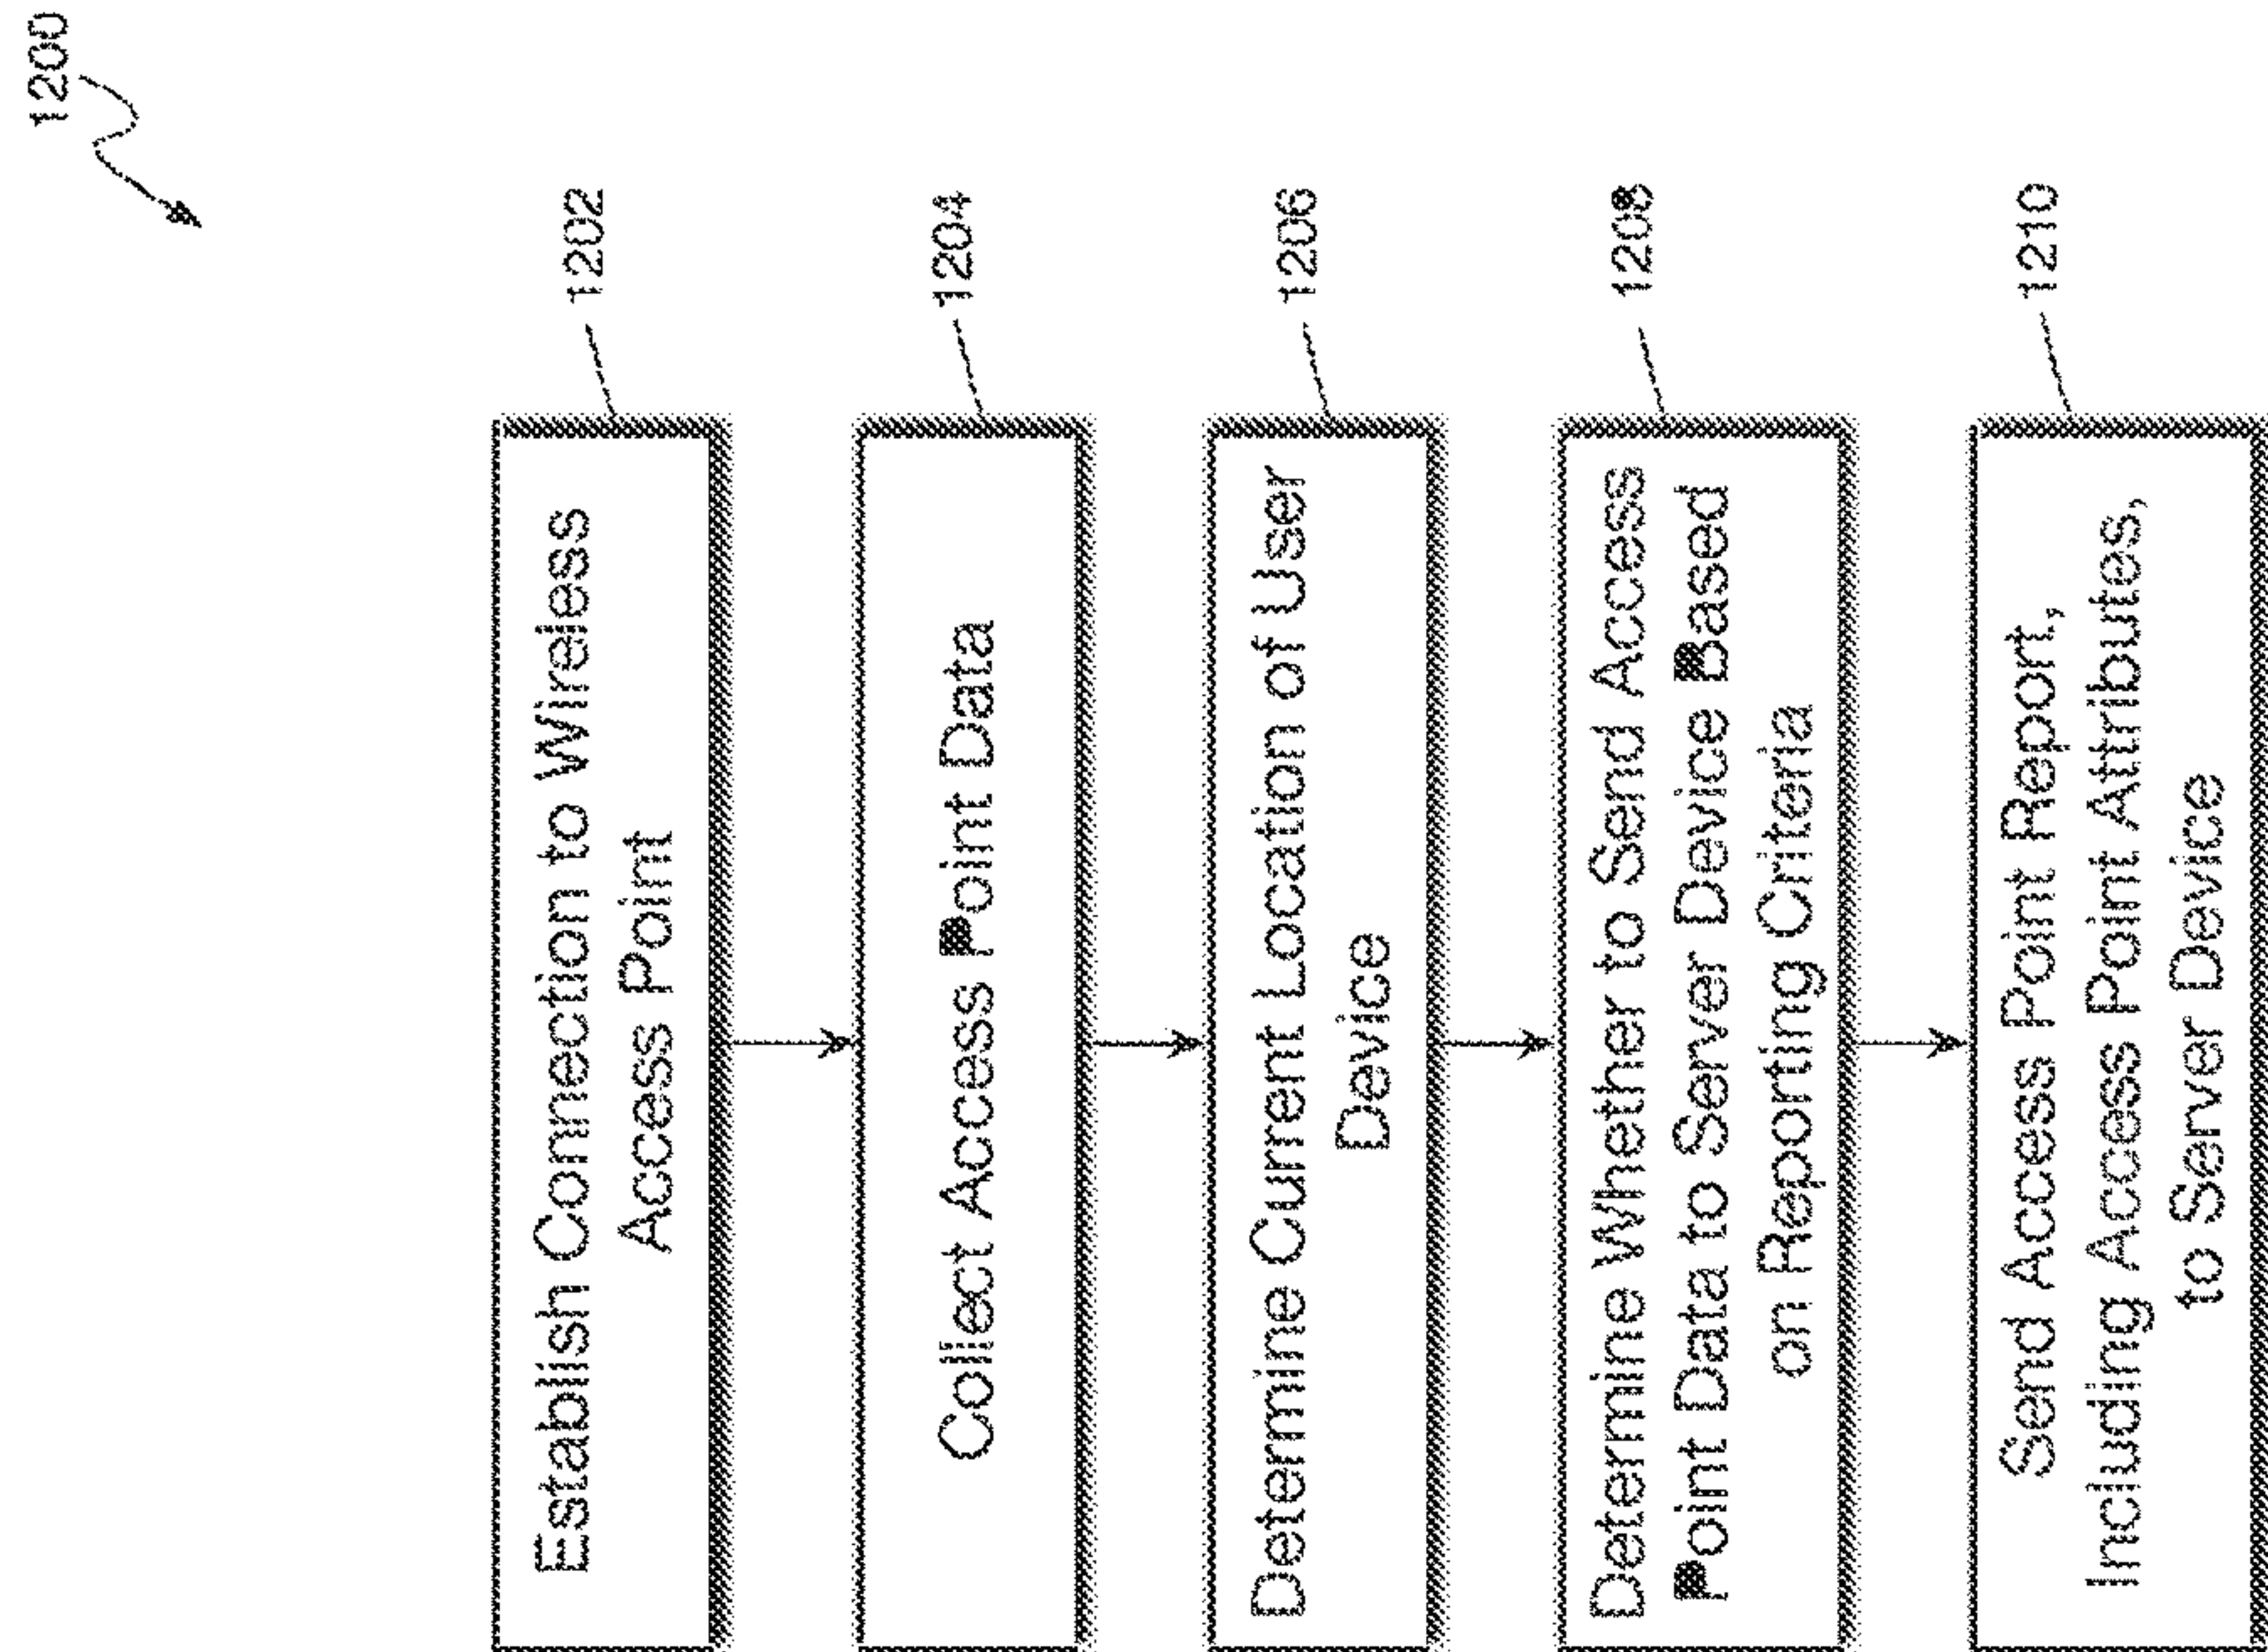 1200
Establish Connection to Wireless
Access Point
1202
Collect Access Point Data
1204
Determine Current Location of User
Device
1206
Determine Whether to Send Access
Point Data to Server Device Based
on Reporting Criteria
1208
Send Access Point Report,
Including Access Point Attributes,
to Server Device
1210